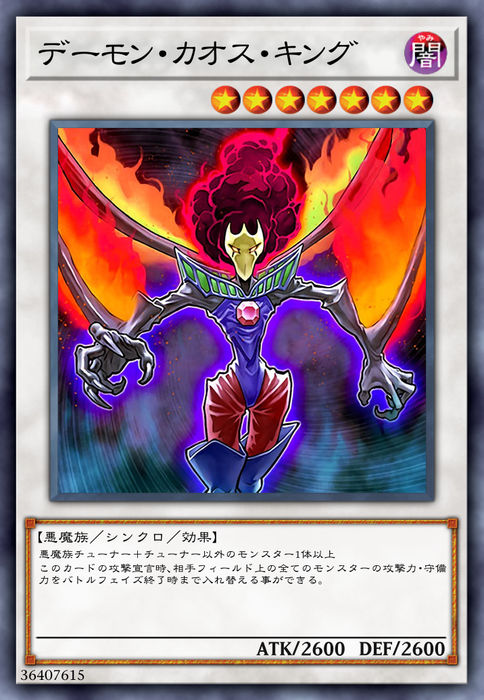 デーモン・カオス・キング
やみ
闇
【悪魔族／シンクロ／効果】
悪魔族チューナー＋チューナー以外のモンスター1体以上
このカードの攻撃宣言時、相手フィールド上の全てのモンスターの攻撃力・守備
力をバトルフェイズ終了時まで入れ替える事ができる。
ATK/2600 DEF/2600
36407615